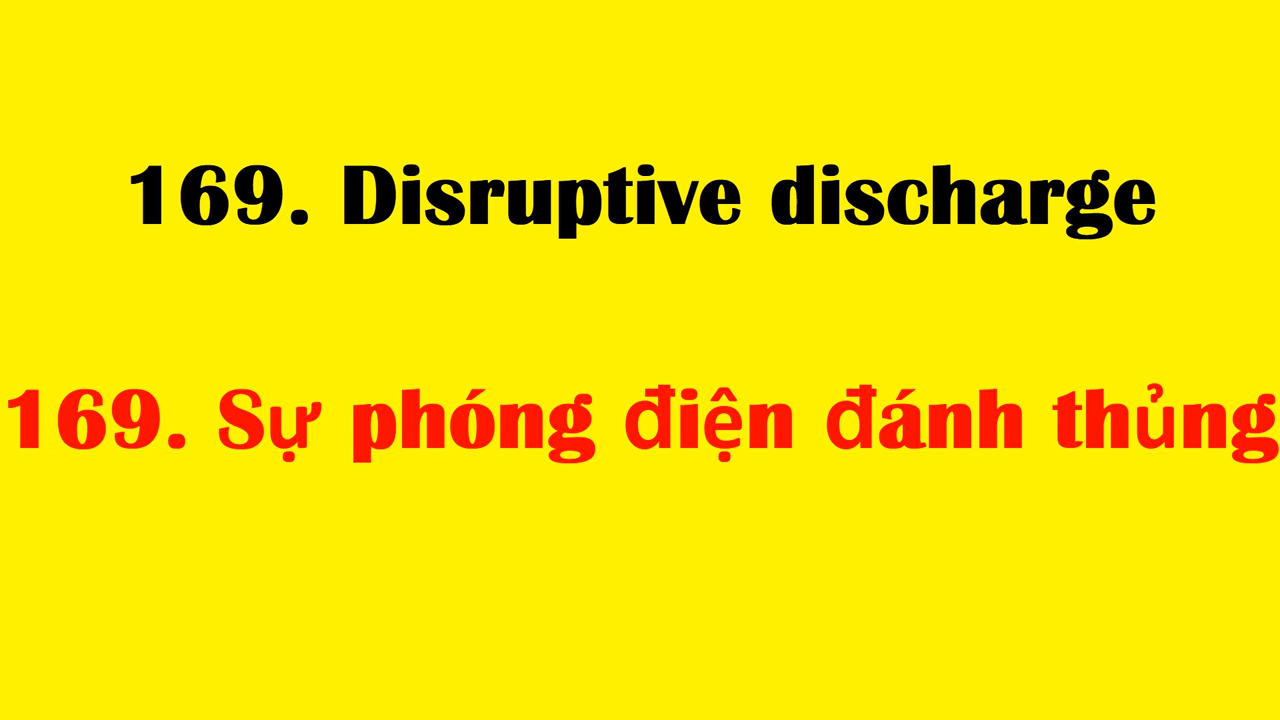 169. Disruptive discharge
169. Sự phóng điện đánh thủng